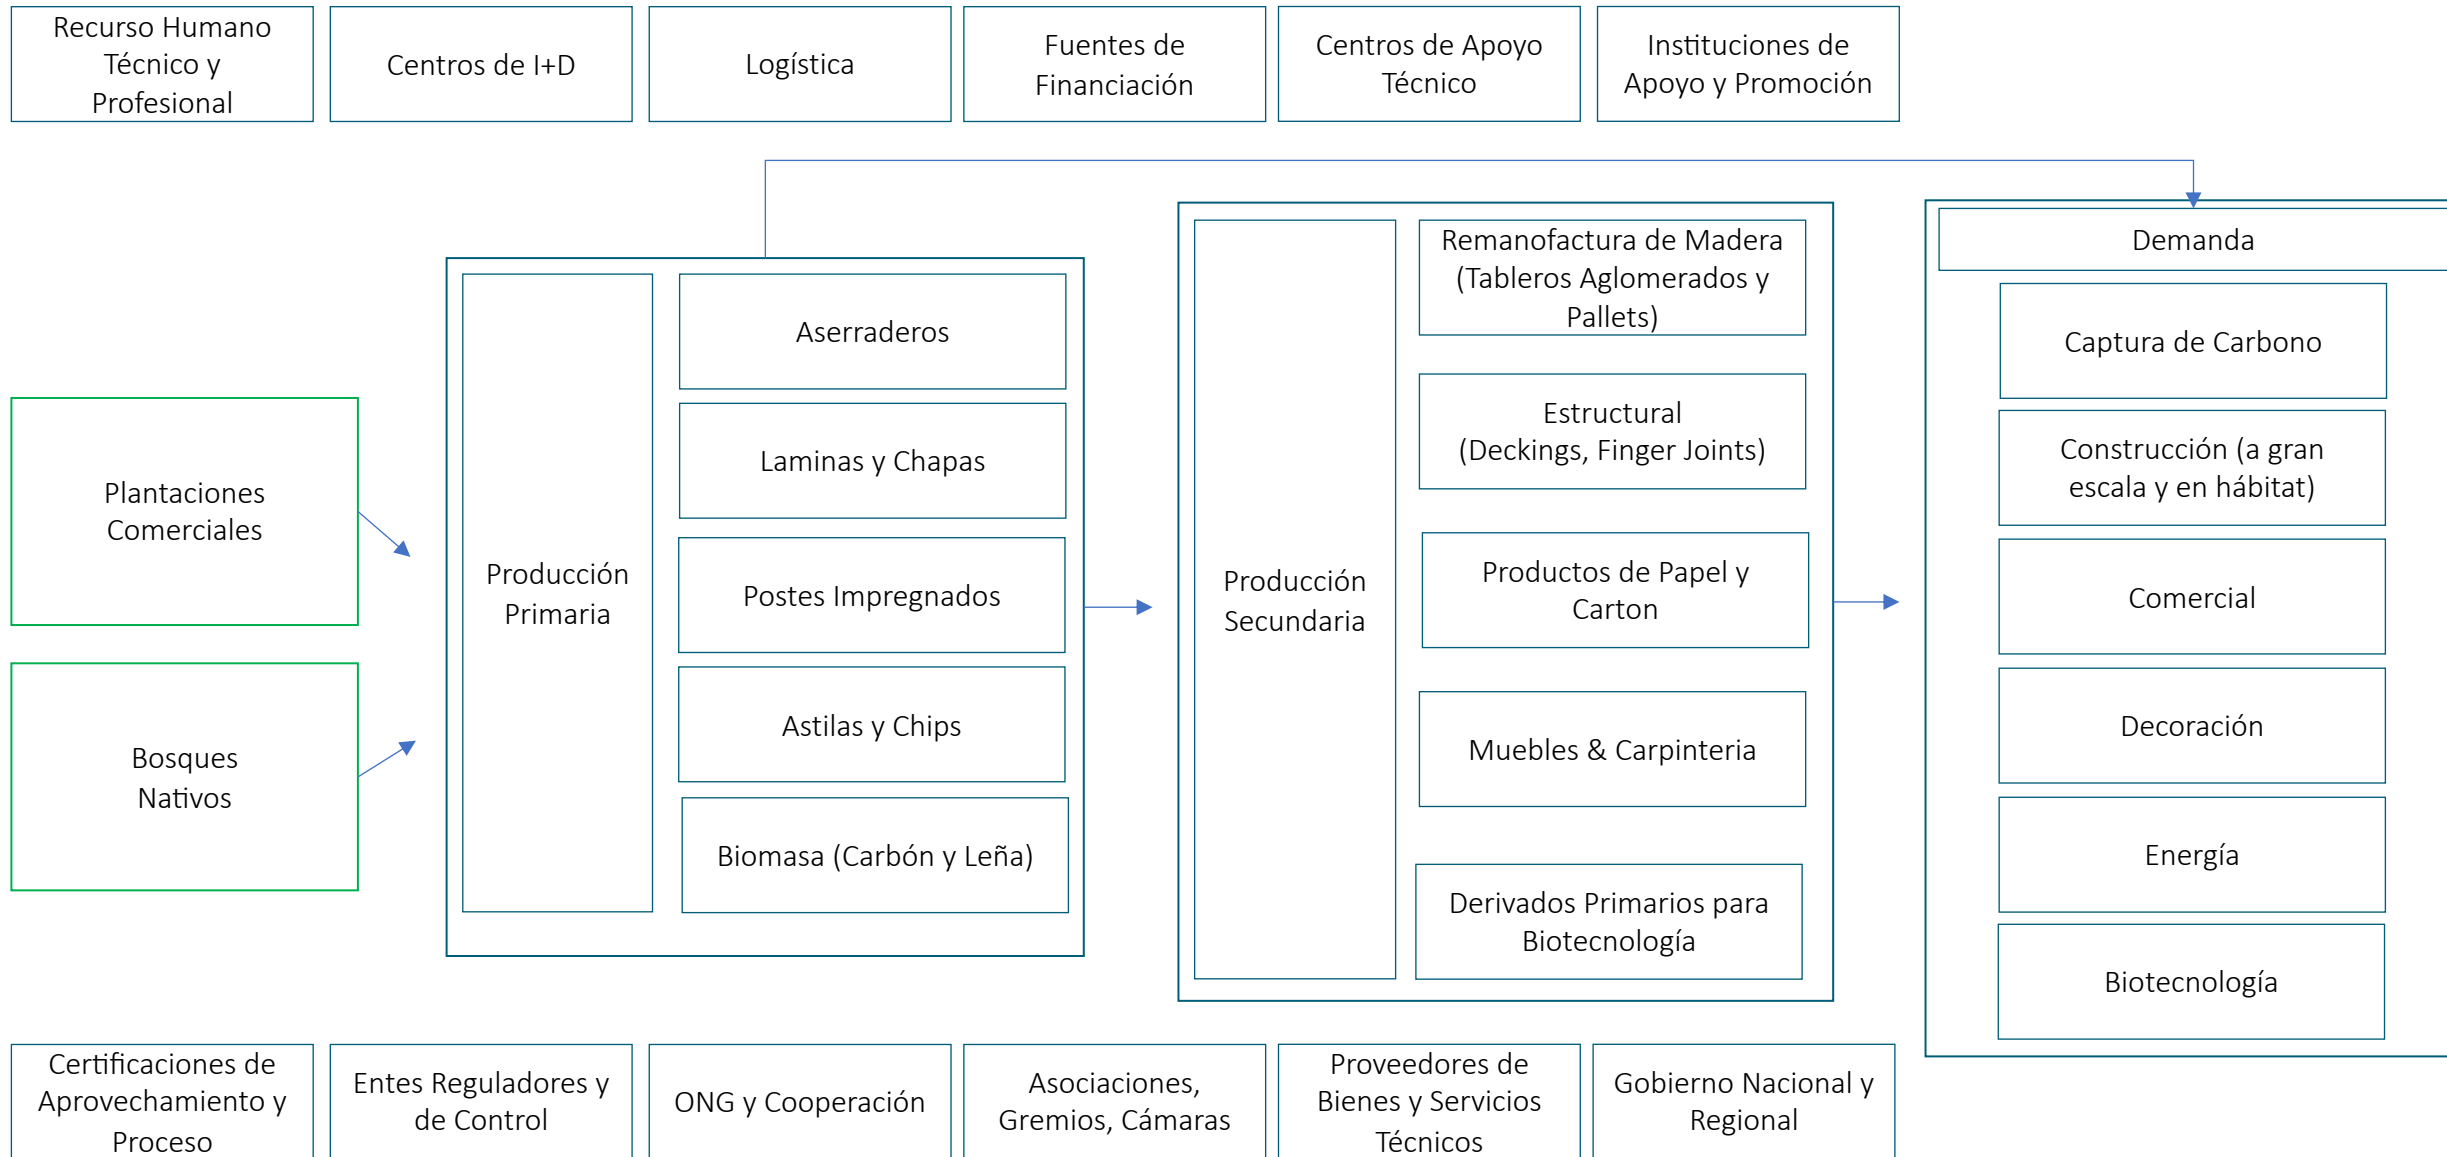 Recurso Humano
Técnico y
Profesional
Centros de I+D
Logística
Fuentes de
Financiación
Centros de Apoyo
Técnico
Instituciones de
Apoyo y Promoción
Plantaciones
Comerciales
Bosques
Nativos
Producción
Primaria
Aserraderos
Laminas y Chapas
Postes Impregnados
Astilas y Chips
Biomasa (Carbón y Leña)
Producción
Secundaria
Remanofactura de Madera
(Tableros Aglomerados y
Pallets)
Estructural
(Deckings, Finger Joints)
Productos de Papel y
Carton
Muebles & Carpinteria
Derivados Primarios para
Biotecnología
Demanda
Captura de Carbono
Construcción (a gran
escala y en hábitat)
Comercial
Decoración
Energía
Biotecnología
Certificaciones de
Aprovechamiento y
Proceso
Entes Reguladores y
de Control
ONG y Cooperación
Asociaciones,
Gremios, Cámaras
Proveedores de
Bienes y Servicios
Técnicos
Gobierno Nacional y
Regional